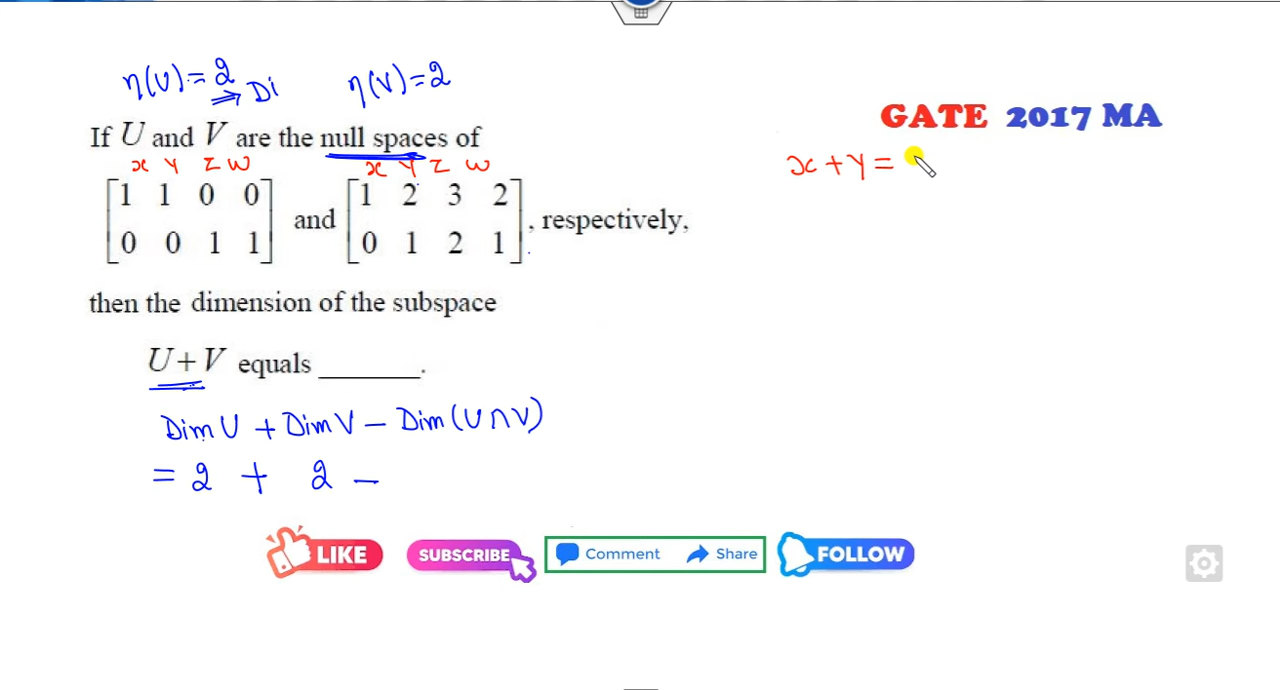 η(U) = 2 → Di η(V) = 2
If U and V are the null spaces of
GATE 2017 MA
x y z w x y z w
x + y =
[1 1 0 0
0 0 1 1] and [1 2 3 2
0 1 2 1], respectively,
then the dimension of the subspace
U + V equals ______.
Dim U + Dim V – Dim (U ∩ V)
= 2 + 2 –
LIKE SUBSCRIBE Comment Share FOLLOW